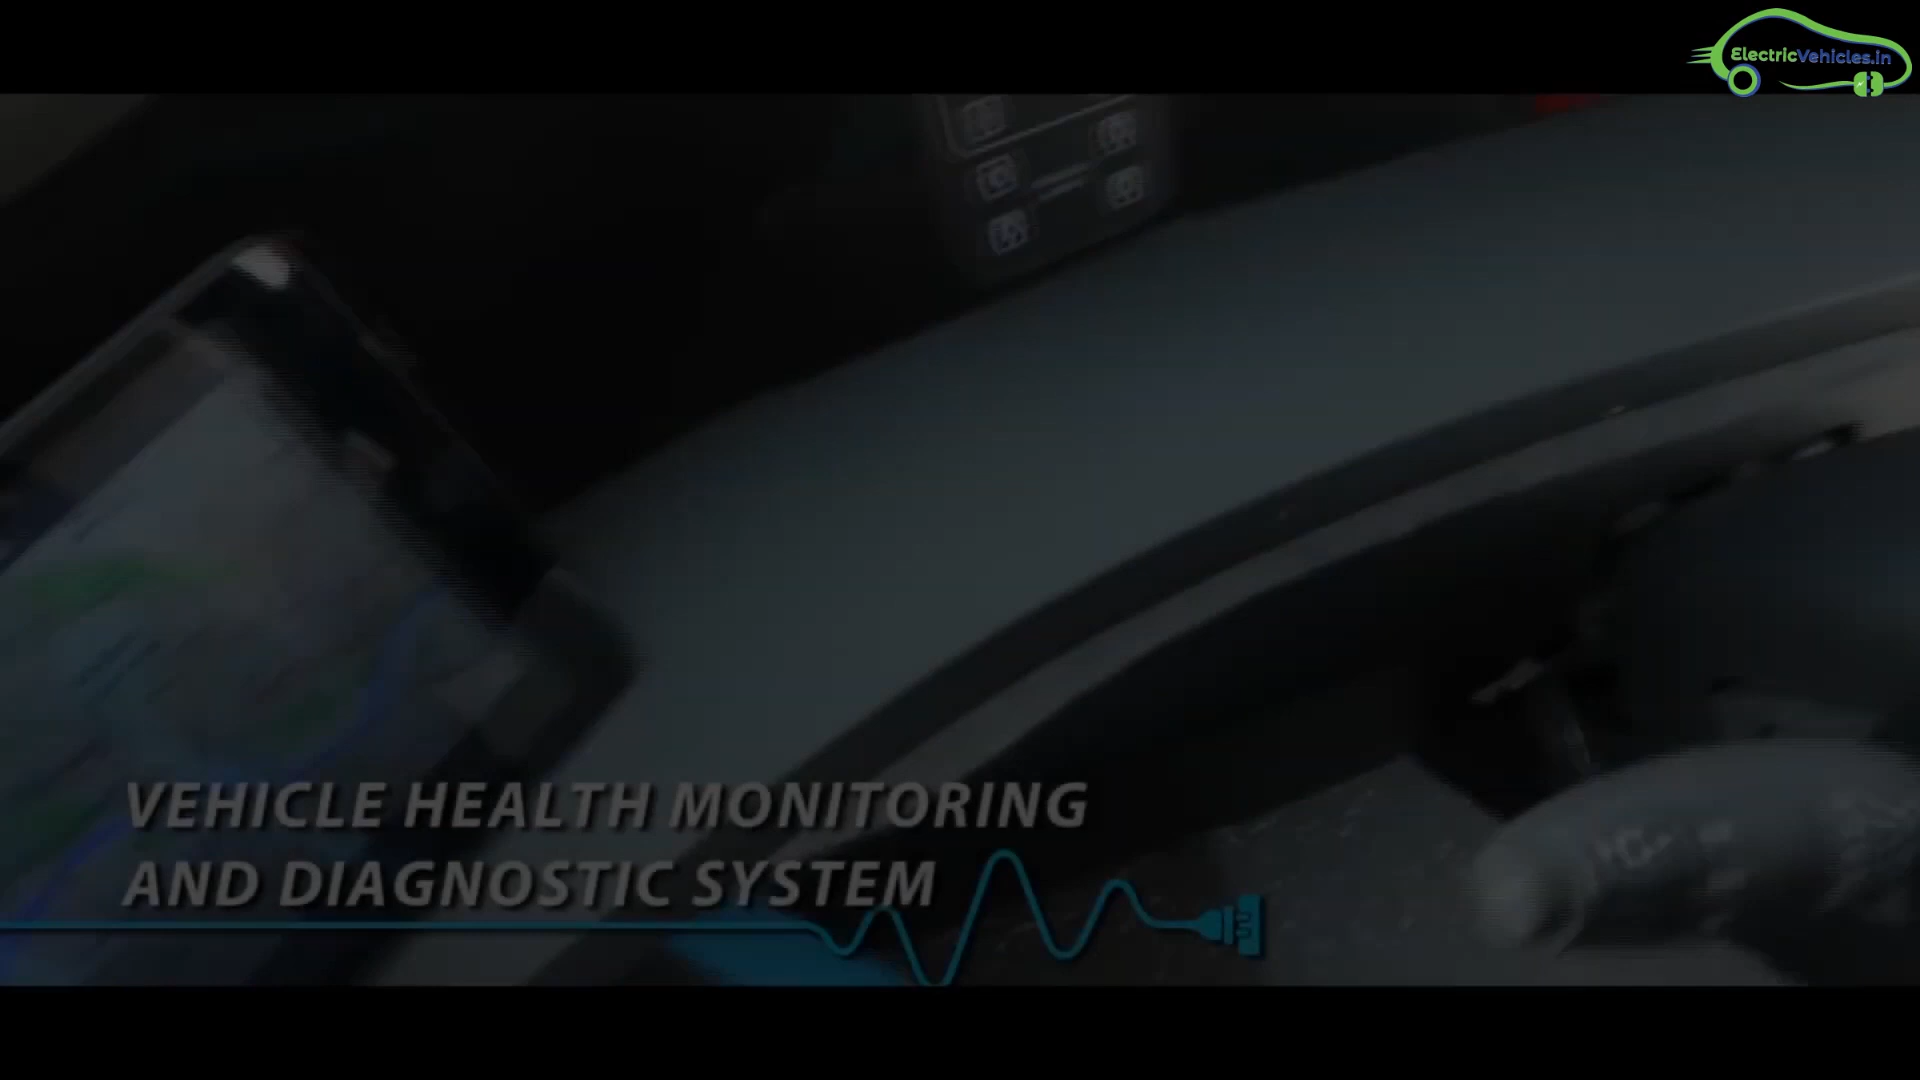 ElectricVehicles.in
VEHICLE HEALTH MONITORING
AND DIAGNOSTIC SYSTEM